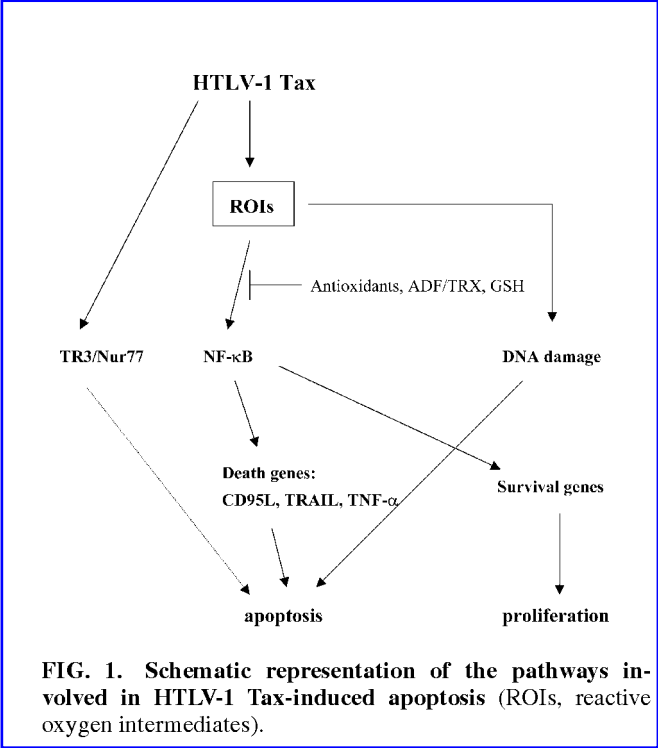 HTLV-1 Tax
ROIs
Antioxidants, ADF/TRX, GSH
TR3/Nur77
NF-κB
DNA damage
Death genes:
CD95L, TRAIL, TNF-α
Survival genes
apoptosis
proliferation
FIG. 1. Schematic representation of the pathways in-
volved in HTLV-1 Tax-induced apoptosis (ROIs, reactive
oxygen intermediates).